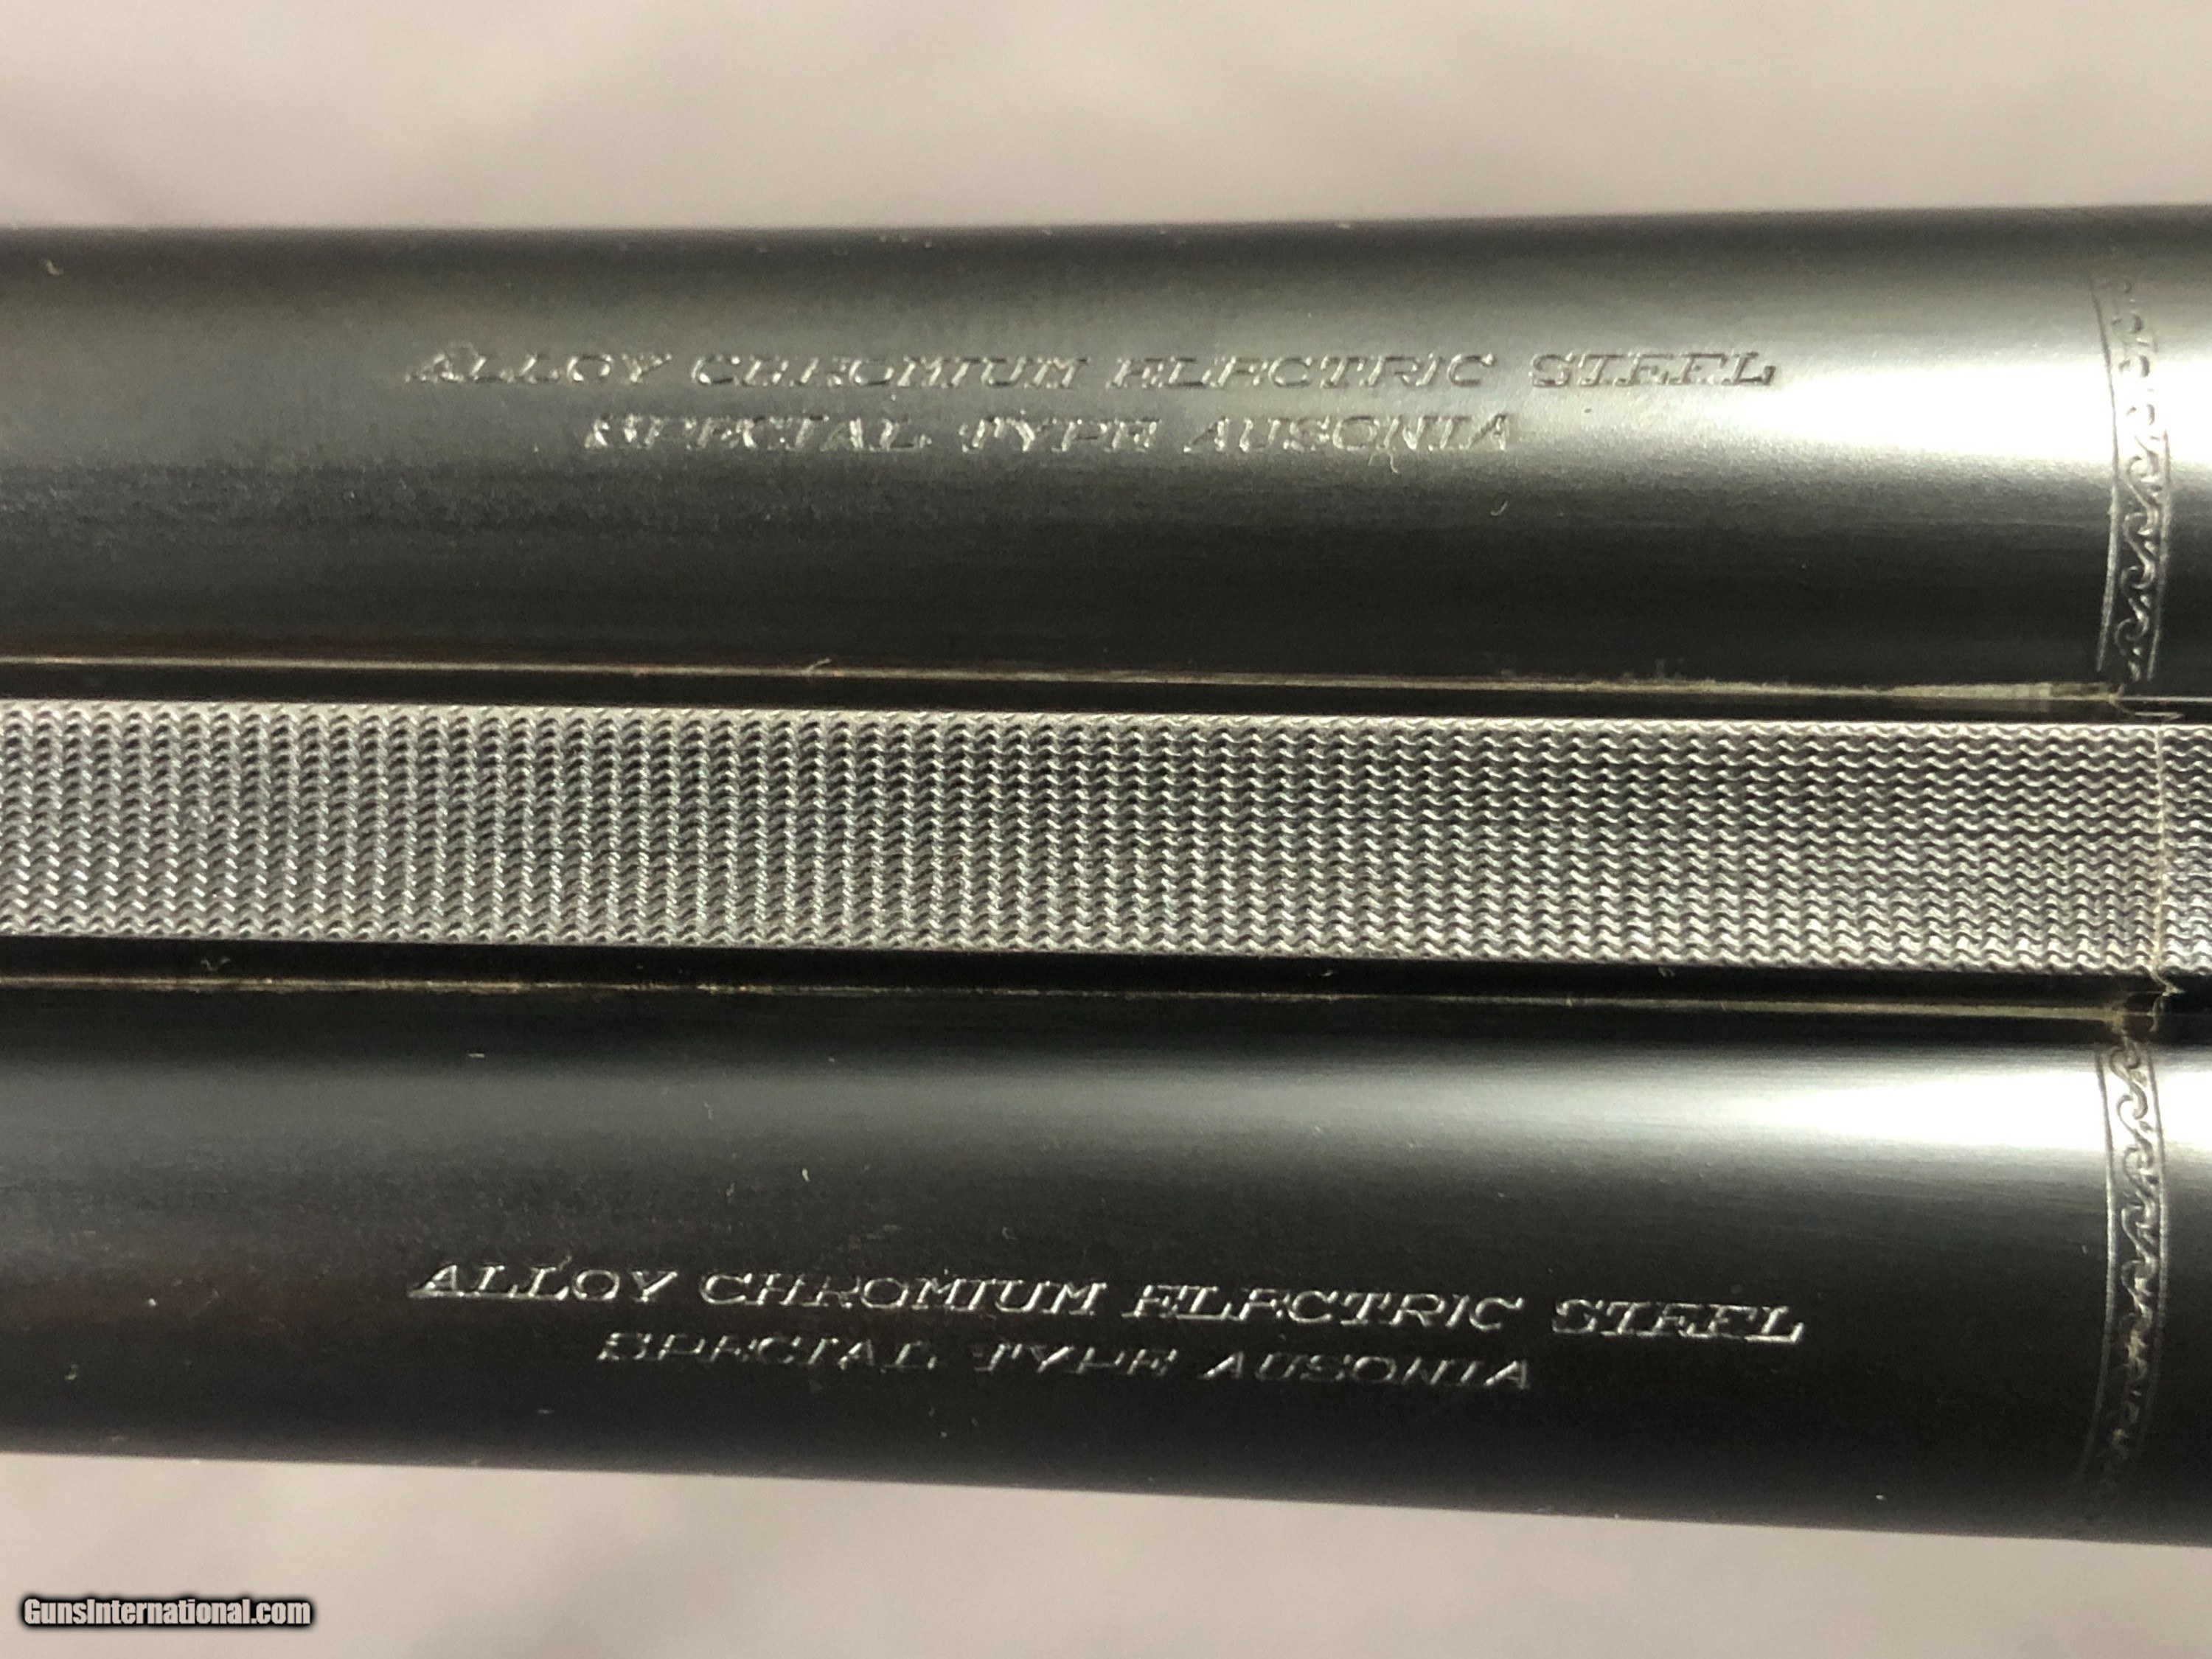 ALLOY CHROMIUM ELECTRIC STEEL
SPECIAL TYPE AUSONIA
ALLOY CHROMIUM ELECTRIC STEEL
SPECIAL TYPE AUSONIA
GunsInternational.com